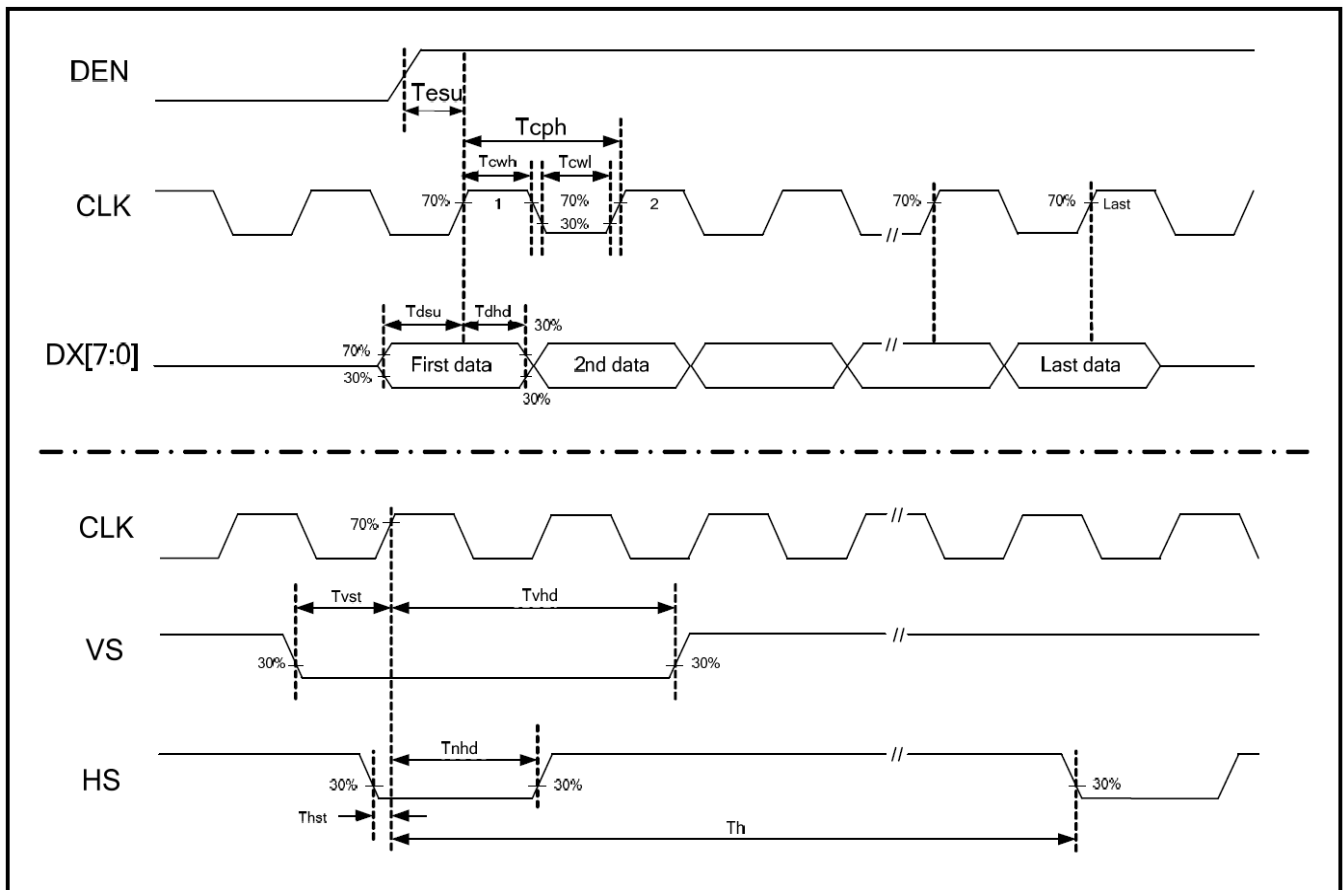 DEN
Tesu
Tcph
Tcwh Tcwl
CLK 70% 1 70% 2 70% 70% Last
30%
//
Tdsu Tdhd 30%
DX[7:0] 70% First data 2nd data // Last data
30% 30%
CLK 70% //
Tvst Tvhd
VS 30% 30% //
Tnhd
HS 30% 30% // 30%
Thst
Th